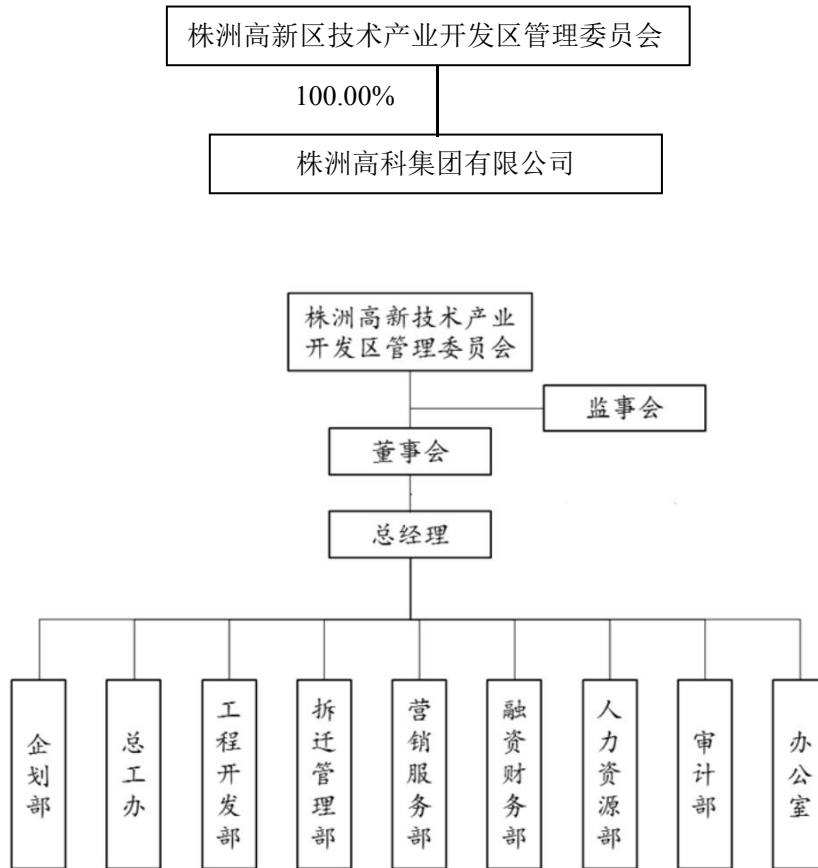 株洲高新区技术产业开发区管理委员会
100.00%
株洲高科集团有限公司
株洲高新技术产业
开发区管理委员会
监事会
董事会
总经理
企划部
总工办
工程开发部
拆迁管理部
营销服务部
融资财务部
人力资源部
审计部
办公室